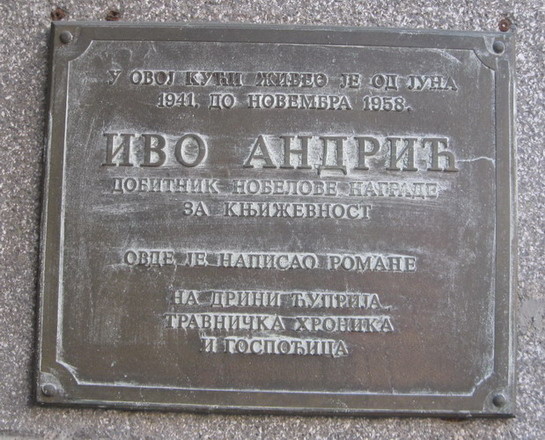 У ОВОЈ КУЋИ ЖИВЕО ЈЕ ОД ЈУНА
1941. ДО НОВЕМБРА 1958.
ИВО АНДРИЋ
ДОБИТНИК НОБЕЛОВЕ НАГРАДЕ
ЗА КЊИЖЕВНОСТ
ОВДЕ ЈЕ НАПИСАО РОМАНЕ
НА ДРИНИ ЋУПРИЈА
ТРАВНИЧКА ХРОНИКА
И ГОСПОЂИЦА